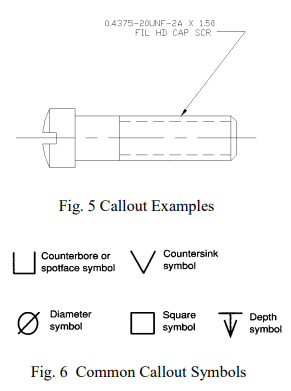 0.4375-20UNF-2A X 1.50
FIL HD CAP SCR
Fig. 5 Callout Examples
Counterbore or
spotface symbol
Countersink
symbol
Diameter
symbol
Square
symbol
Depth
symbol
Fig. 6 Common Callout Symbols